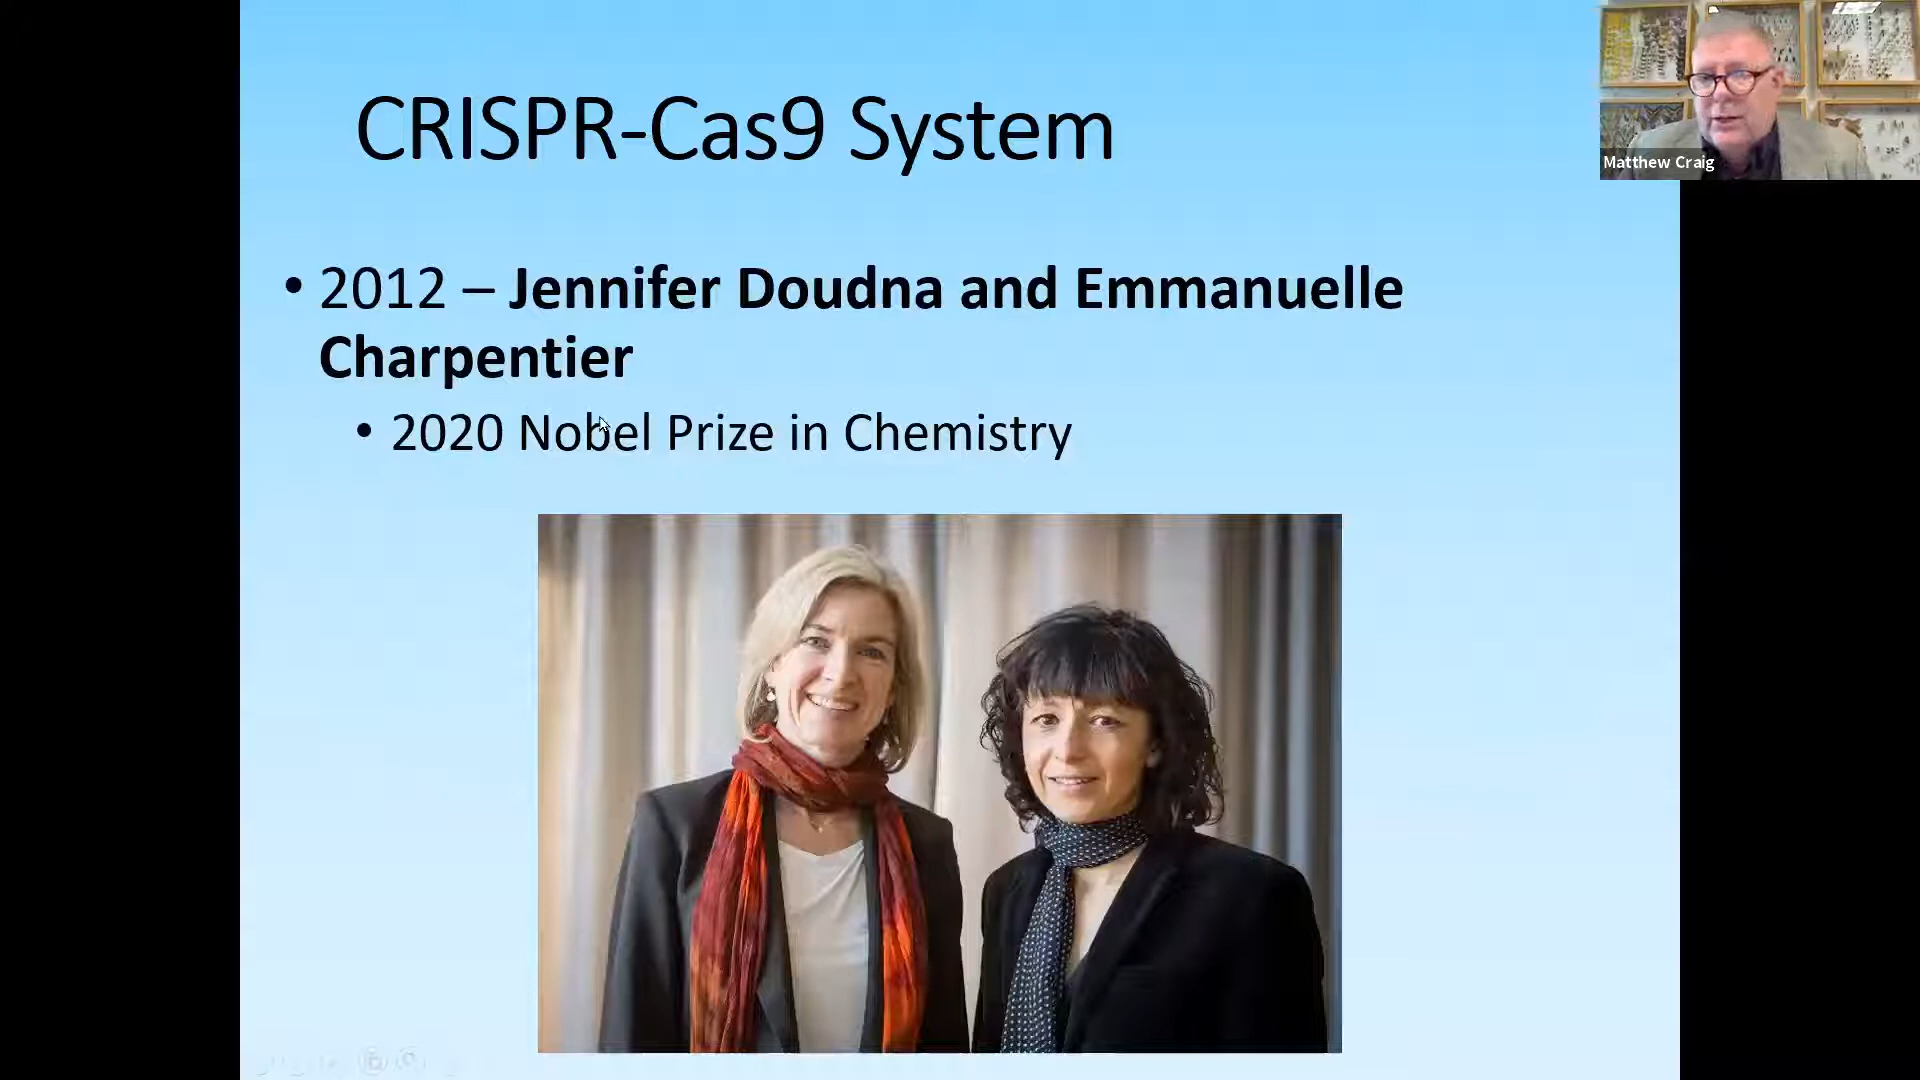 CRISPR-Cas9 System
Matthew Craig
• 2012 – Jennifer Doudna and Emmanuelle
Charpentier
• 2020 Nobel Prize in Chemistry